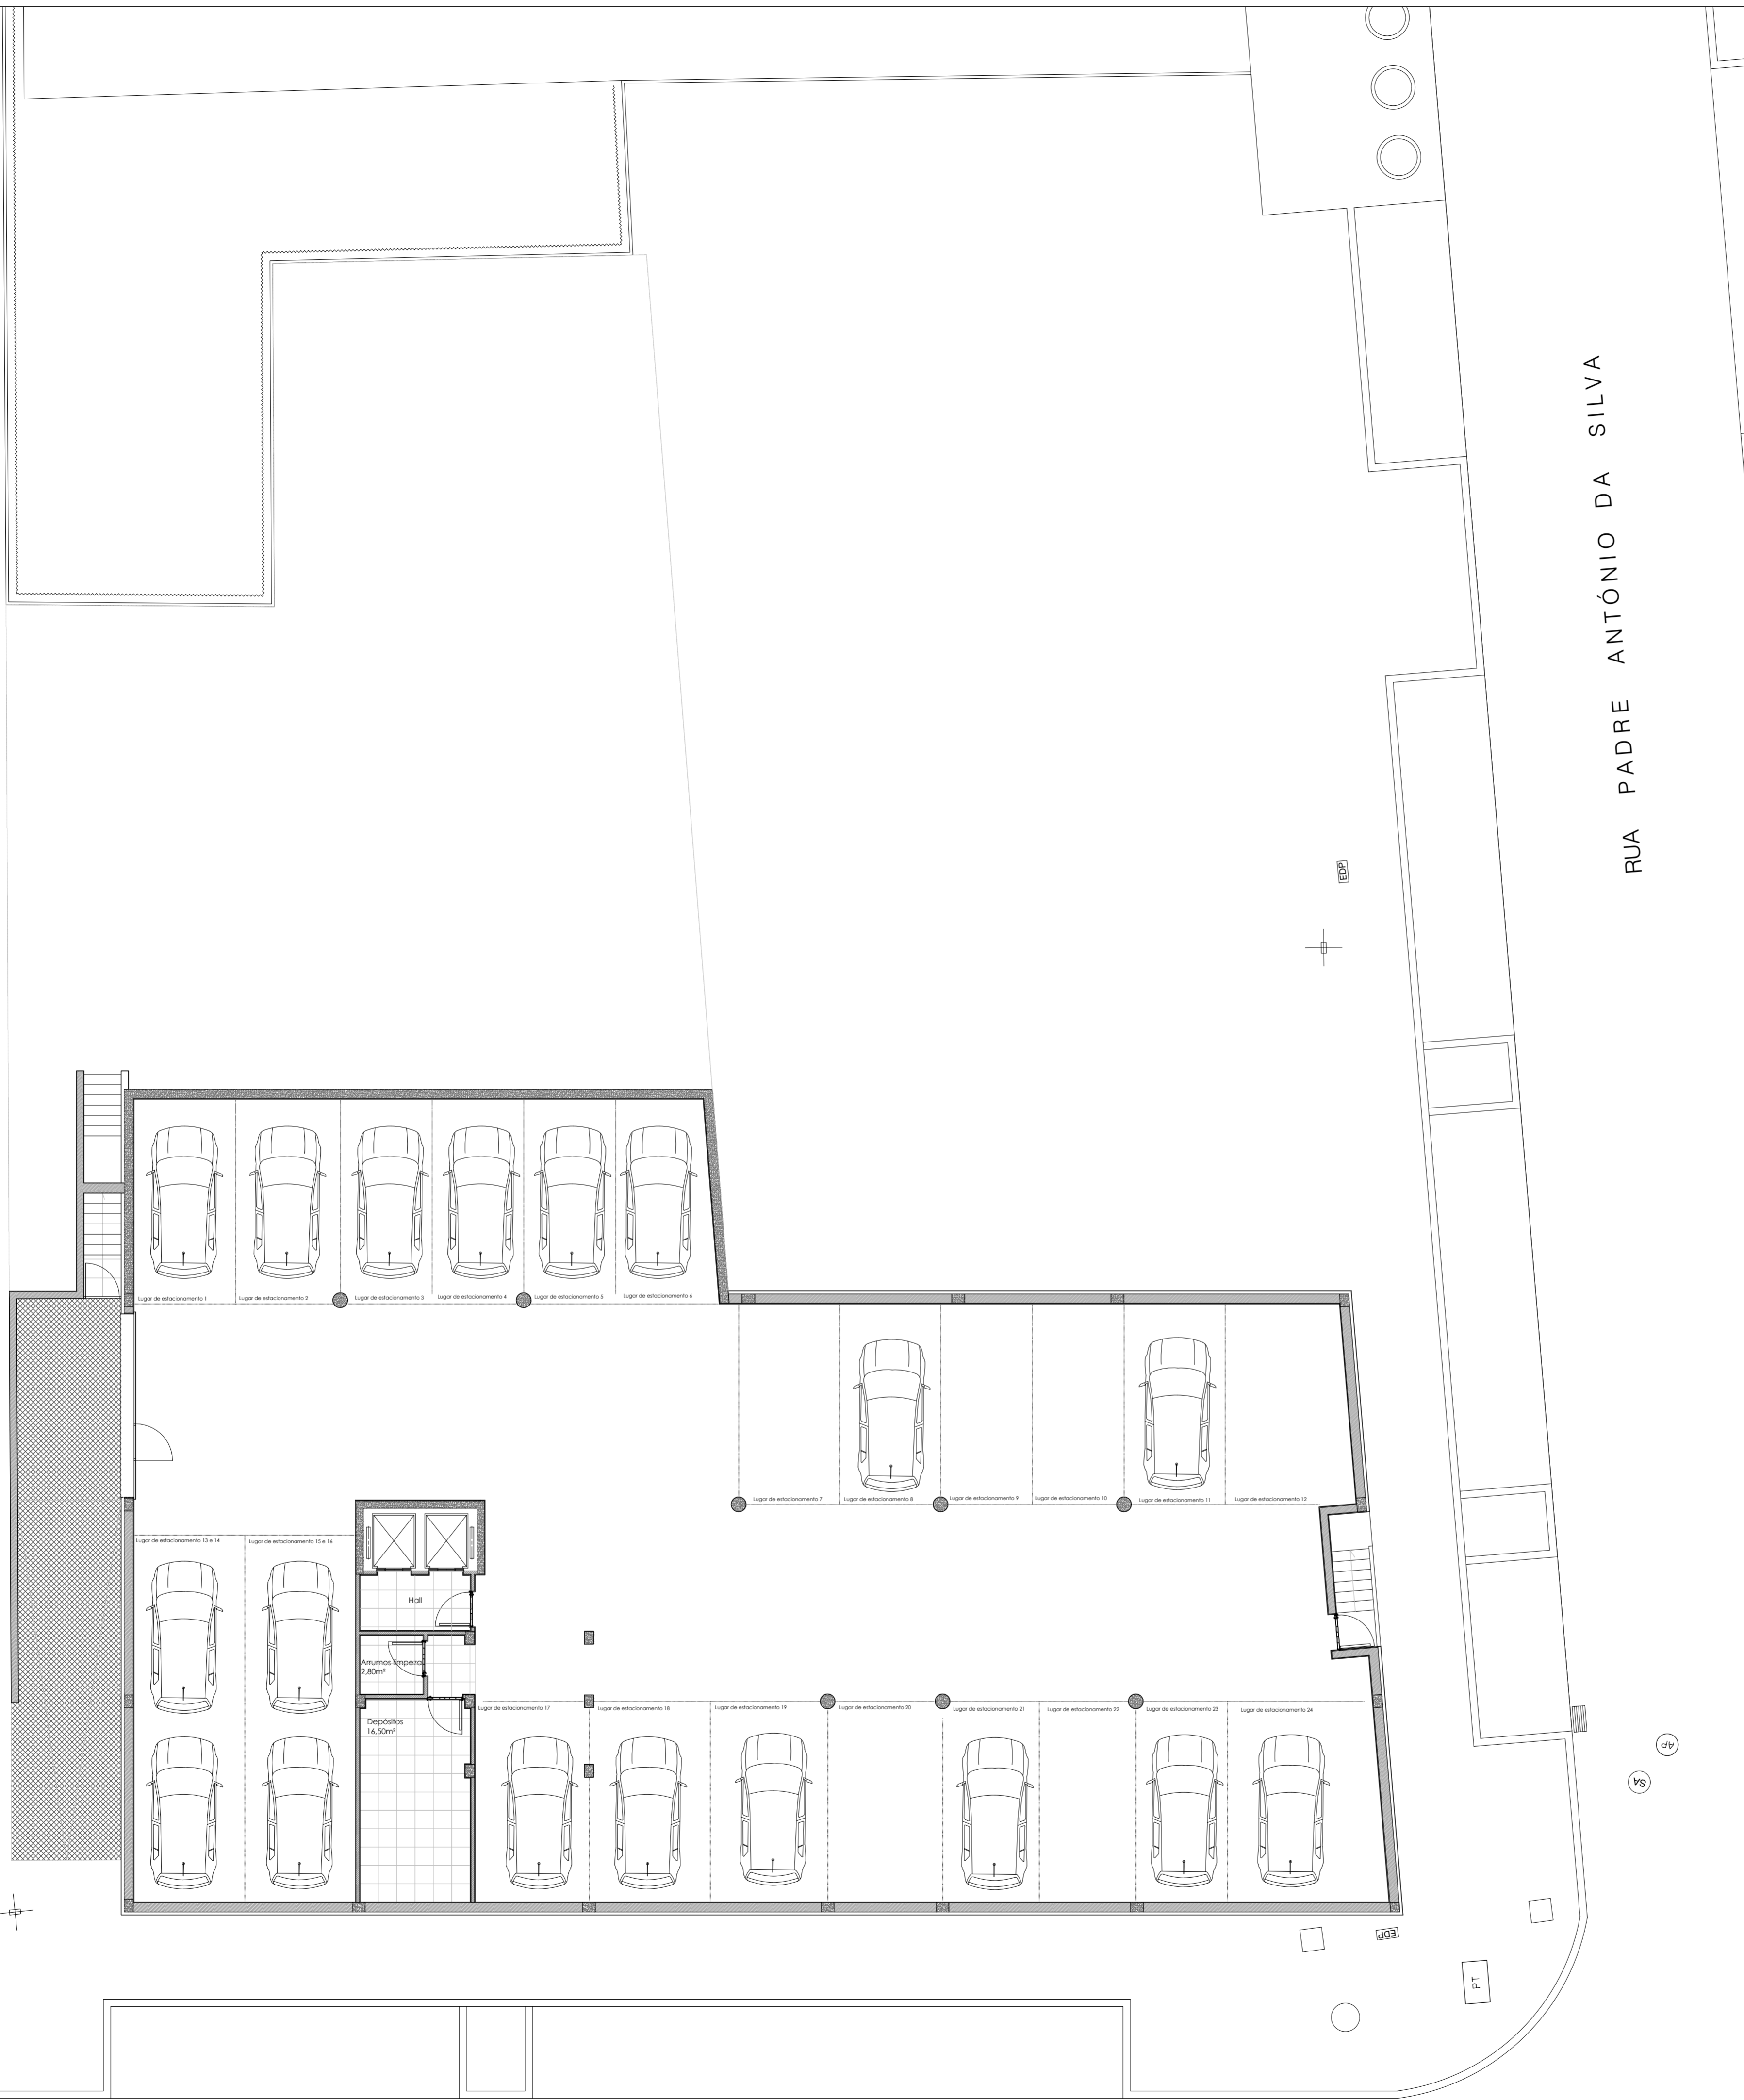 RUA PADRE ANTÓNIO DA SILVA
EDP
Lugar de estacionamento 1
Lugar de estacionamento 2
Lugar de estacionamento 3
Lugar de estacionamento 4
Lugar de estacionamento 5
Lugar de estacionamento 6
Lugar de estacionamento 7
Lugar de estacionamento 8
Lugar de estacionamento 9
Lugar de estacionamento 10
Lugar de estacionamento 11
Lugar de estacionamento 12
Lugar de estacionamento 13 e 14
Lugar de estacionamento 15 e 16
Hall
Arrumos limpeza
2,80m²
Depósitos
16,50m²
Lugar de estacionamento 17
Lugar de estacionamento 18
Lugar de estacionamento 19
Lugar de estacionamento 20
Lugar de estacionamento 21
Lugar de estacionamento 22
Lugar de estacionamento 23
Lugar de estacionamento 24
Ap
SA
EDP
PT